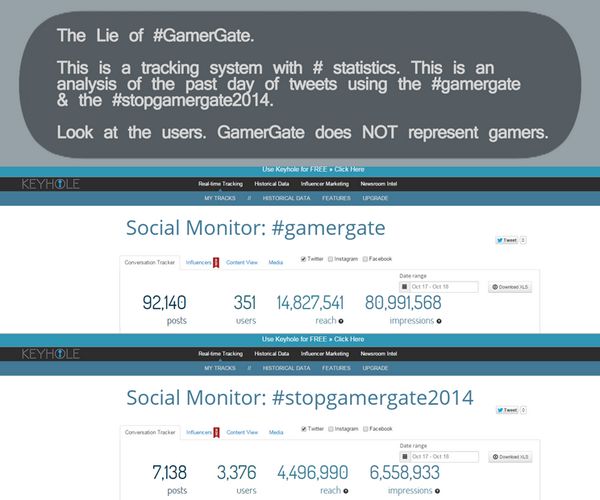 The Lie of #GamerGate.
This is a tracking system with # statistics. This is an
analysis of the past day of tweets using the #gamergate
& the #stopgamergate2014.
Look at the users. GamerGate does NOT represent gamers.
Use Keyhole for FREE » Click Here
KEYHOLE Real-time Tracking Historical Data Influencer Marketing Newsroom Intel
MY TRACKS // HISTORICAL DATA FEATURES UPGRADE
Social Monitor: #gamergate
Tweet 0
Conversation Tracker Influencers Content View Media Twitter Instagram Facebook
Date range
Oct 17 - Oct 18 Download XLS
92,140 351 14,827,541 80,991,568
posts users reach ? impressions ?
Use Keyhole for FREE » Click Here
KEYHOLE Real-time Tracking Historical Data Influencer Marketing Newsroom Intel
MY TRACKS // HISTORICAL DATA FEATURES UPGRADE
Social Monitor: #stopgamergate2014
Tweet 0
Conversation Tracker Influencers Content View Media Twitter Instagram Facebook
Date range
Oct 17 - Oct 18 Download XLS
7,138 3,376 4,496,990 6,558,933
posts users reach ? impressions ?